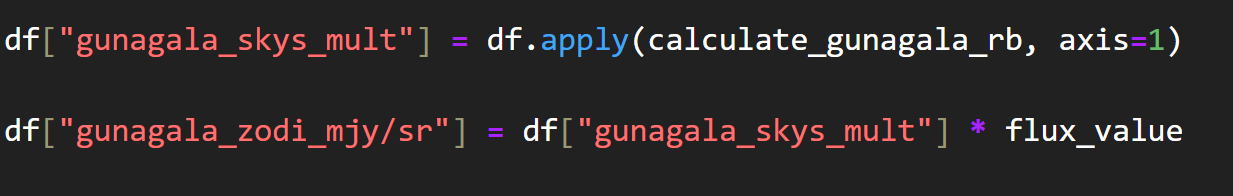 df["gunagala_skys_mult"] = df.apply(calculate_gunagala_rb, axis=1)
df["gunagala_zodi_mjy/sr"] = df["gunagala_skys_mult"] * flux_value